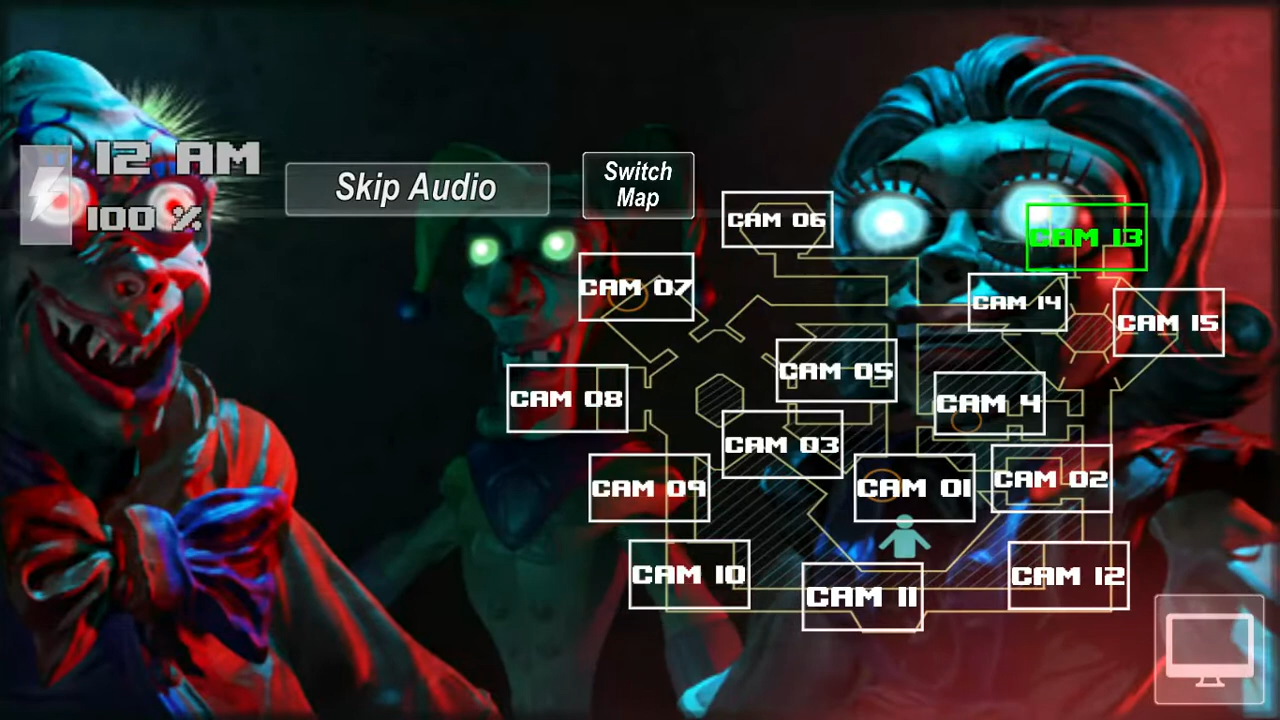 12 AM
100 %
Skip Audio
Switch
Map
CAM 06
CAM 13
CAM 07
CAM 14
CAM 15
CAM 05
CAM 08
CAM 4
CAM 03
CAM 09
CAM 01
CAM 02
CAM 10
CAM 11
CAM 12